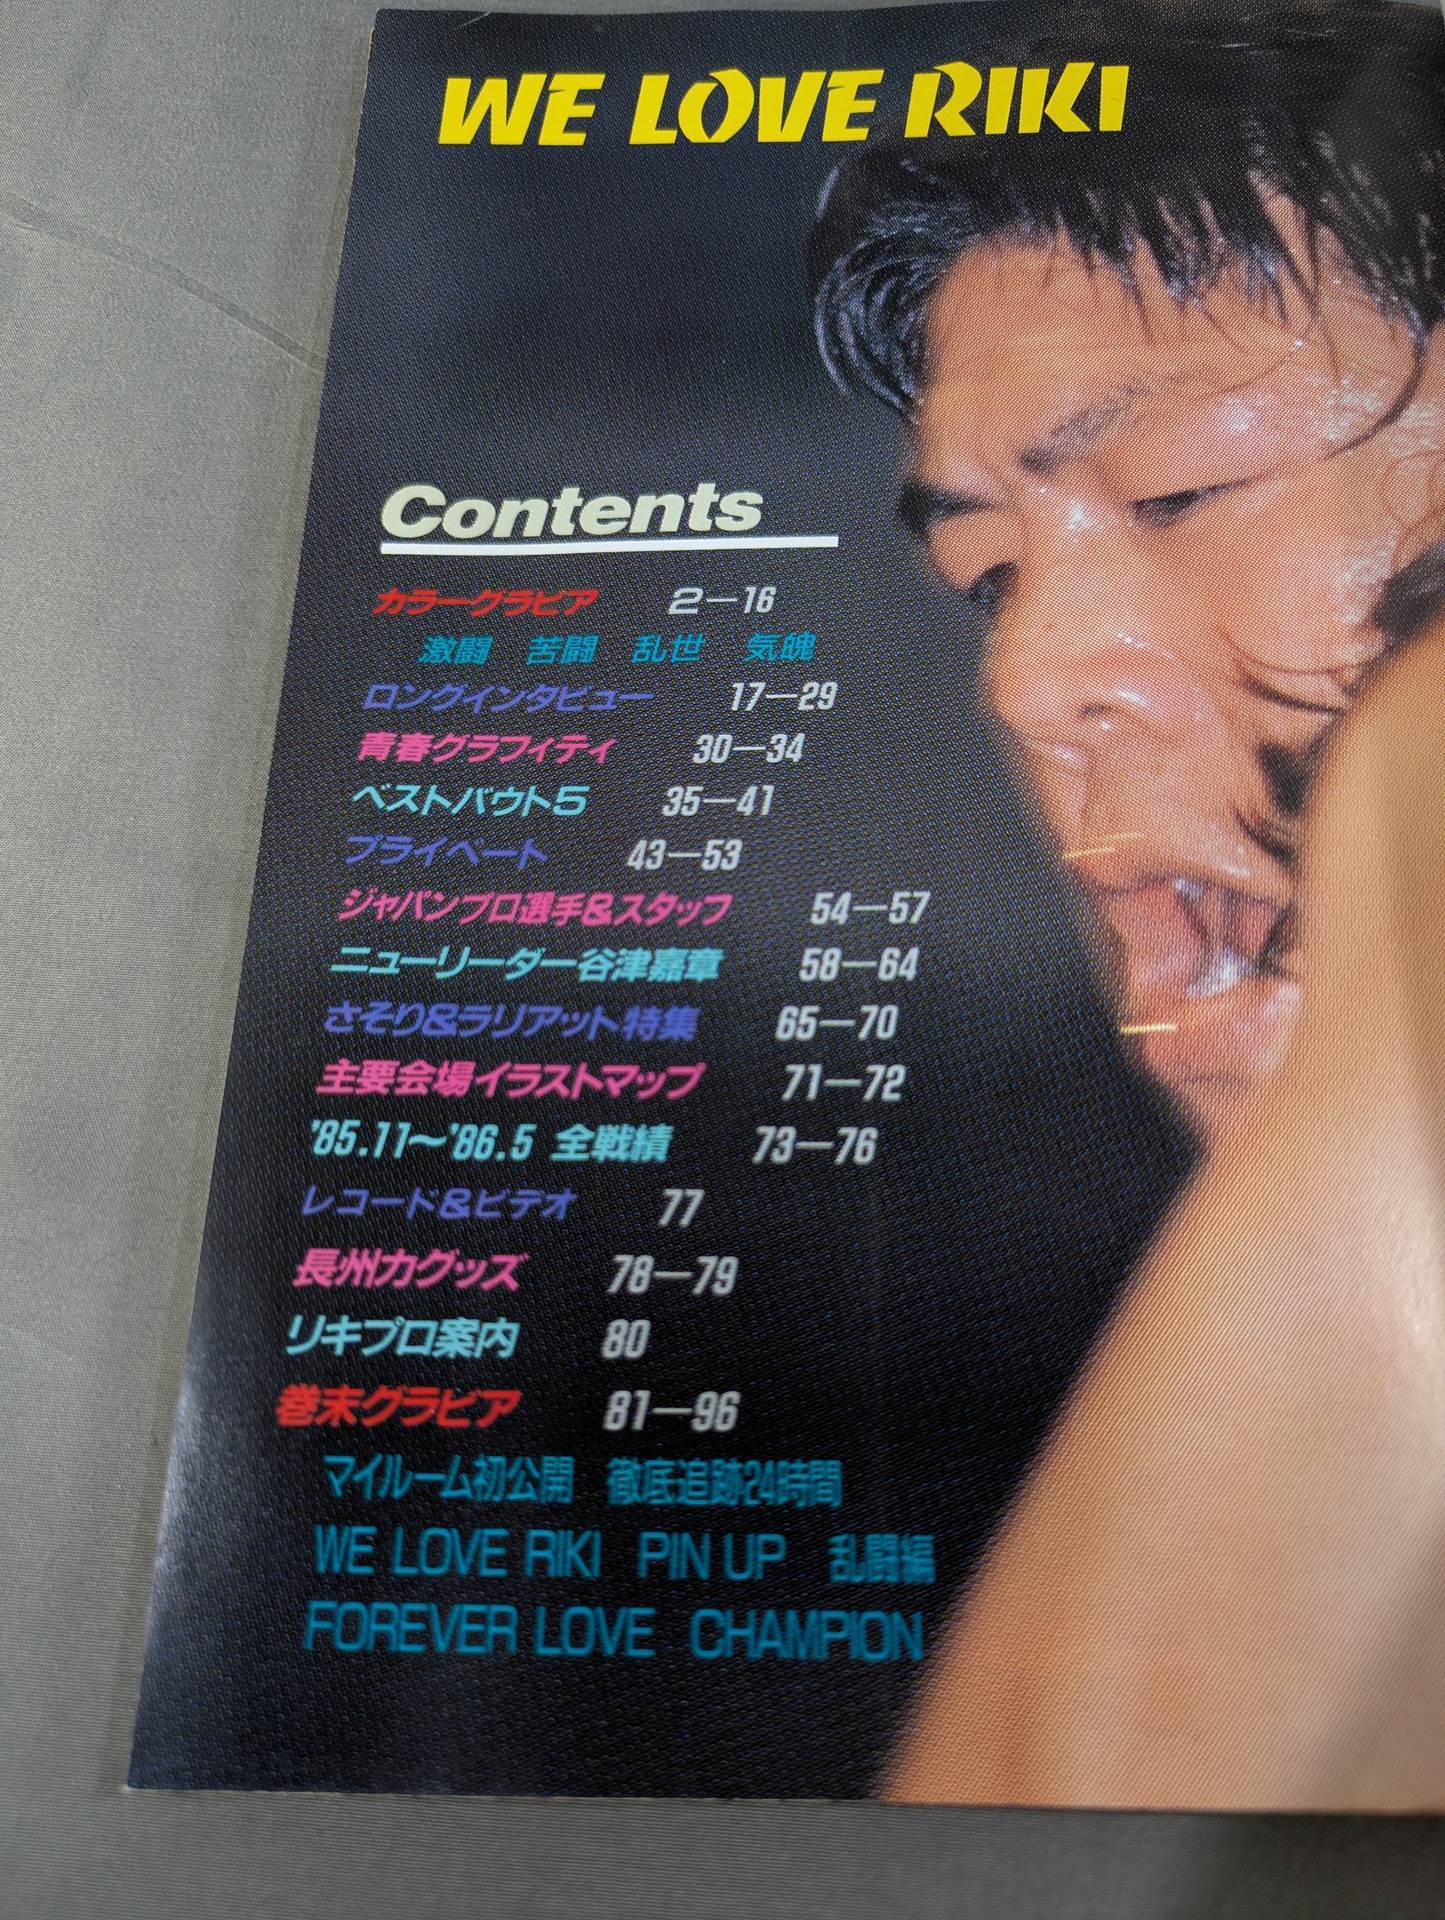 WE LOVE RIKI
Contents
カラーグラビア 2―16
激闘 苦闘 乱世 気魄
ロングインタビュー 17―29
青春グラフィティ 30―34
ベストバウト5 35―41
プライベート 43―53
ジャパンプロ選手&スタッフ 54―57
ニューリーダー谷津嘉章 58―64
さそり&ラリアット特集 65―70
主要会場イラストマップ 71―72
'85.11〜'86.5 全戦績 73―76
レコード&ビデオ 77
長州力グッズ 78―79
リキプロ案内 80
巻末グラビア 81―96
マイルーム初公開 徹底追跡24時間
WE LOVE RIKI PIN UP 乱闘編
FOREVER LOVE CHAMPION